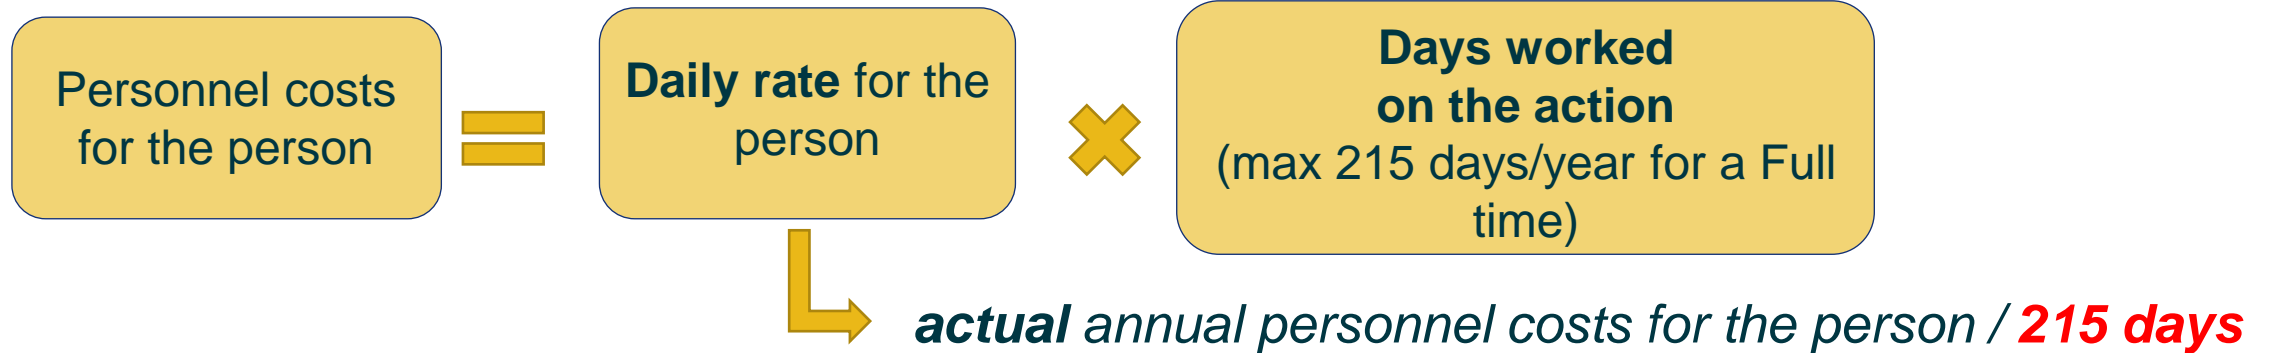 Personnel costs
for the person
Daily rate for the
person
Days worked
on the action
(max 215 days/year for a Full
time)
actual annual personnel costs for the person / 215 days